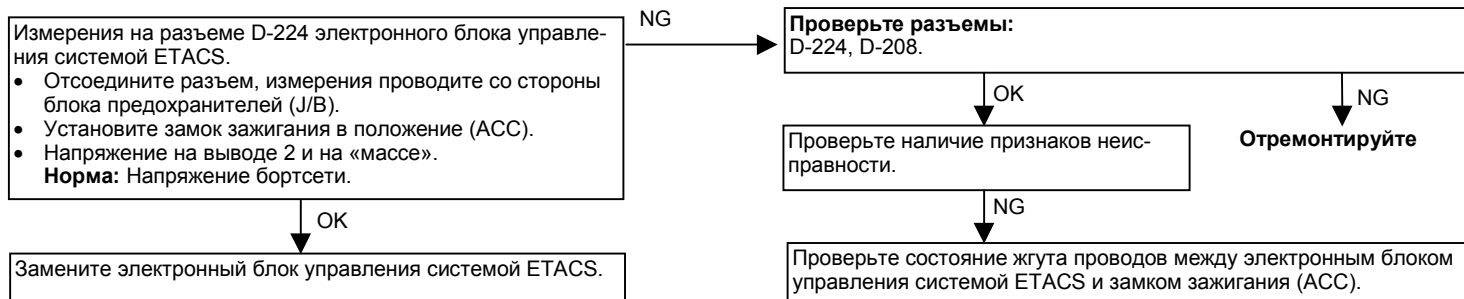 Измерения на разъеме D-224 электронного блока управле-
ния системой ETACS.
• Отсоедините разъем, измерения проводите со стороны
блока предохранителей (J/B).
• Установите замок зажигания в положение (ACC).
• Напряжение на выводе 2 и на «массе».
Норма: Напряжение бортсети.
NG
OK
Замените электронный блок управления системой ETACS.
Проверьте разъемы:
D-224, D-208.
OK
NG
Проверьте наличие признаков неис-
правности.
Отремонтируйте
NG
Проверьте состояние жгута проводов между электронным блоком
управления системой ETACS и замком зажигания (ACC).